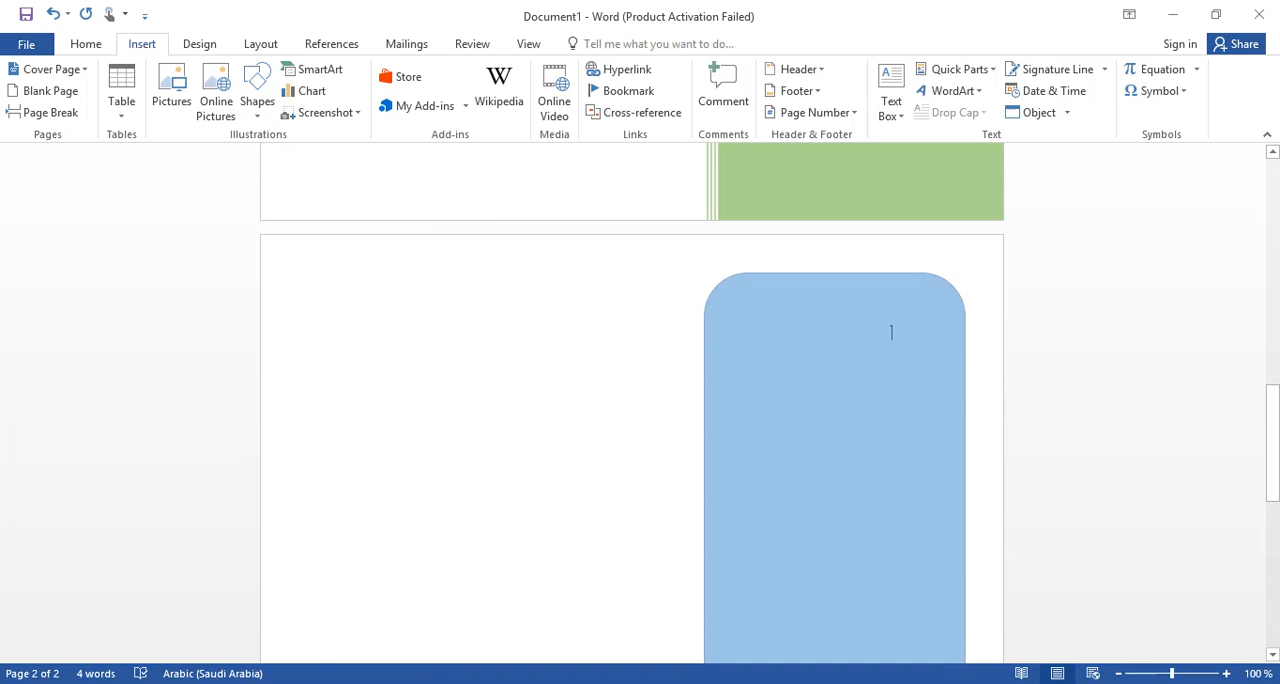 Document1 - Word (Product Activation Failed)
File Home Insert Design Layout References Mailings Review View Tell me what you want to do... Sign in Share
Cover Page
Blank Page
Page Break
Pages
Table
Tables
Pictures
Online Pictures
Shapes
SmartArt
Chart
Screenshot
Illustrations
Store
My Add-ins
W
Wikipedia
Add-ins
Online Video
Media
Hyperlink
Bookmark
Cross-reference
Links
Comment
Comments
Header
Footer
Page Number
Header & Footer
A
Text Box
Quick Parts
WordArt
Drop Cap
Signature Line
Date & Time
Object
Text
π Equation
Ω Symbol
Symbols
Page 2 of 2 4 words Arabic (Saudi Arabia) 100 %